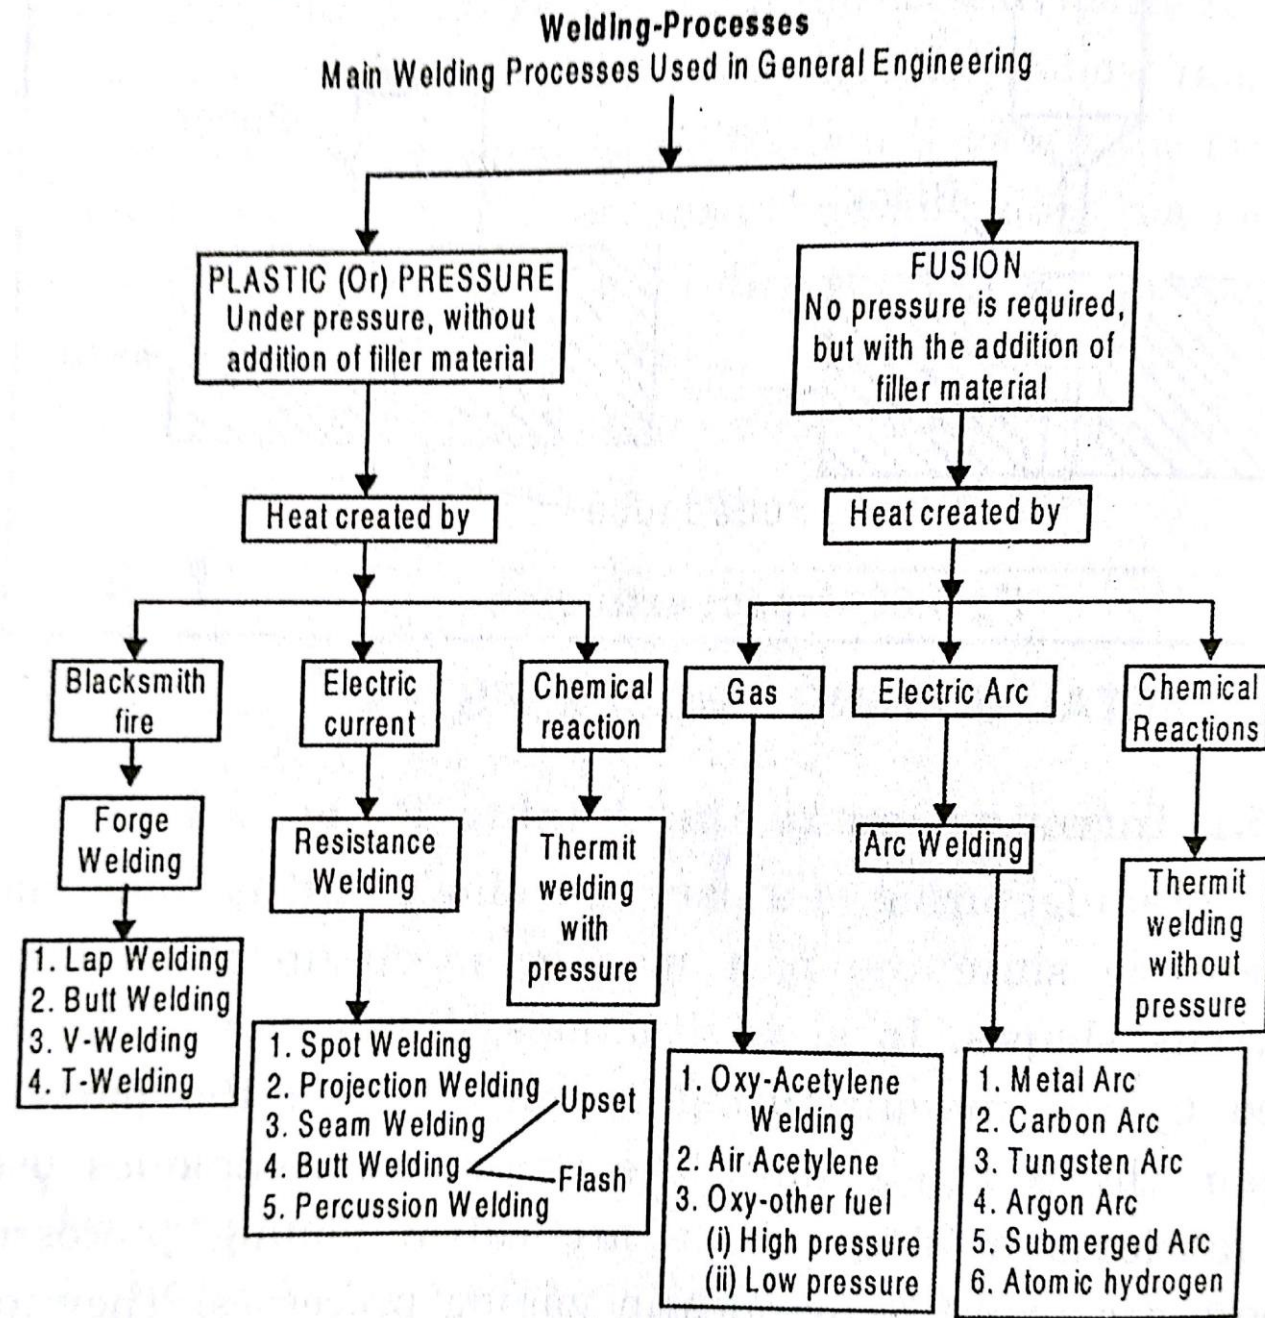 Welding-Processes
Main Welding Processes Used in General Engineering
PLASTIC (Or) PRESSURE
Under pressure, without
addition of filler material
FUSION
No pressure is required,
but with the addition of
filler material
Heat created by
Heat created by
Blacksmith
fire
Electric
current
Chemical
reaction
Gas
Electric Arc
Chemical
Reactions
Forge
Welding
Resistance
Welding
Thermit
welding
with
pressure
Arc Welding
Thermit
welding
without
pressure
1. Lap Welding
2. Butt Welding
3. V-Welding
4. T-Welding
1. Spot Welding
2. Projection Welding
3. Seam Welding
4. Butt Welding
5. Percussion Welding
Upset
Flash
1. Oxy-Acetylene
Welding
2. Air Acetylene
3. Oxy-other fuel
(i) High pressure
(ii) Low pressure
1. Metal Arc
2. Carbon Arc
3. Tungsten Arc
4. Argon Arc
5. Submerged Arc
6. Atomic hydrogen